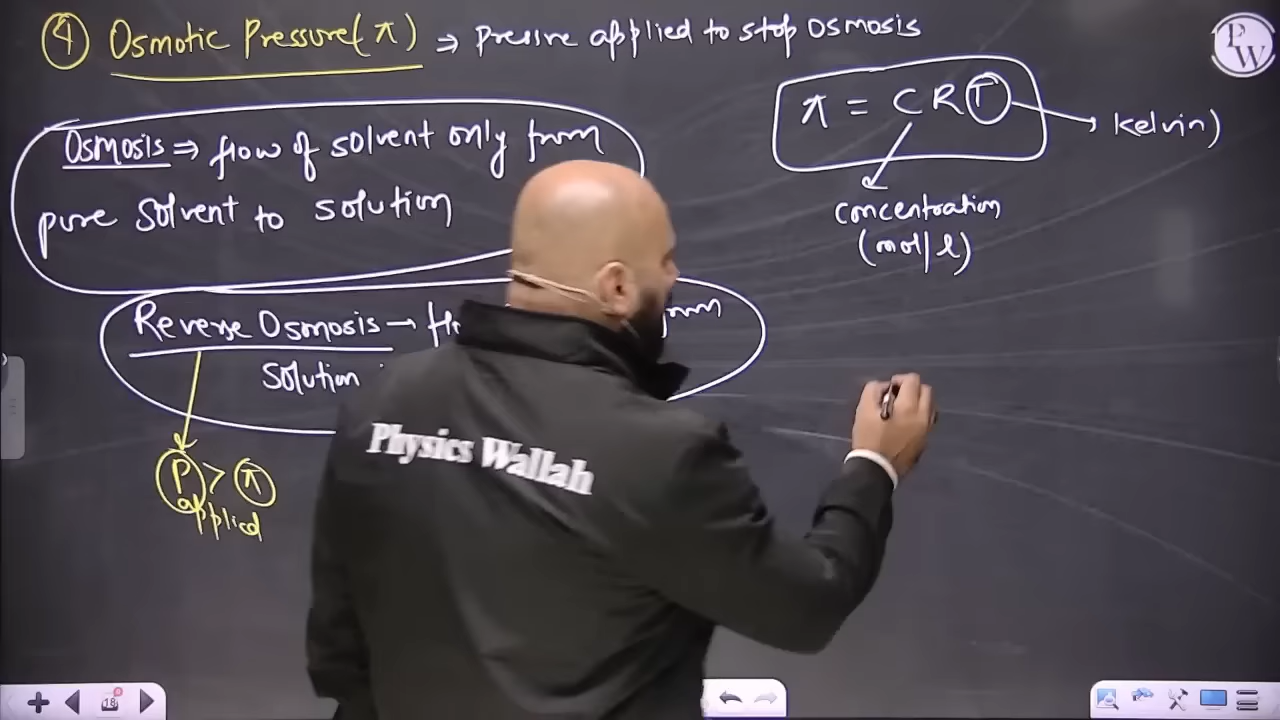 ④ Osmotic Pressure(π) ⇒ Pressure applied to stop osmosis
PW
π = CRT → Kelvin)
Osmosis ⇒ flow of solvent only from
pure solvent to solution
concentration
(mol/l)
Reverse Osmosis →
Solution
P > π
applied
Physics Wallah
18